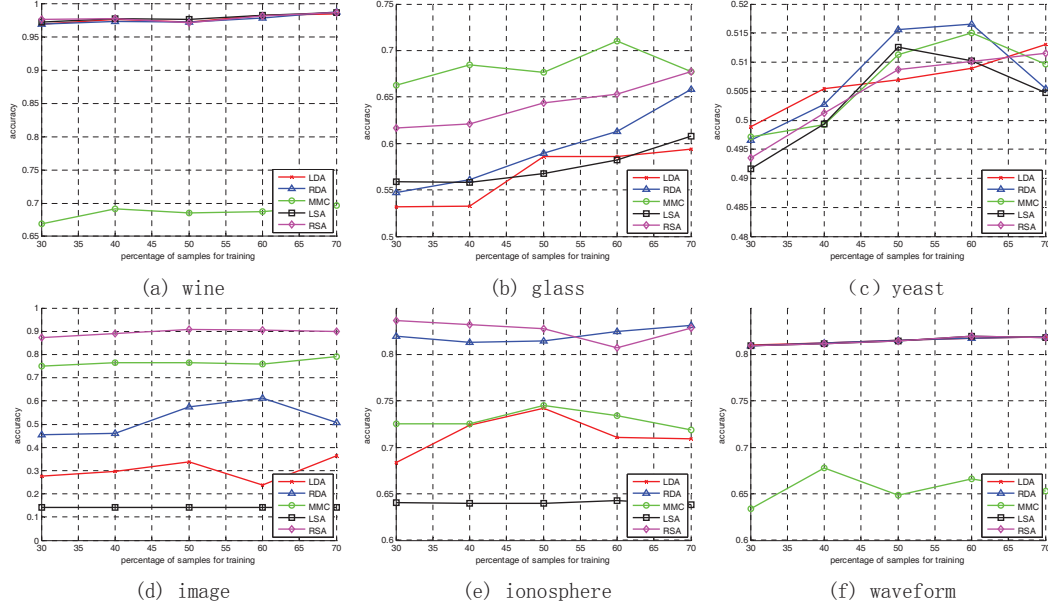 1
0.95
0.9
0.85
0.8
0.75
0.7
0.65
accuracy
30 35 40 45 50 55 60 65 70
percentage of samples for training
LDA
RDA
MMC
LSA
RSA
(a) wine
0.75
0.7
0.65
0.6
0.55
0.5
accuracy
30 35 40 45 50 55 60 65 70
percentage of samples for training
LDA
RDA
MMC
LSA
RSA
(b) glass
0.52
0.515
0.51
0.505
0.5
0.495
0.49
0.485
0.48
accuracy
30 35 40 45 50 55 60 65 70
percentage of samples for training
LDA
RDA
MMC
LSA
RSA
(c) yeast
1
0.9
0.8
0.7
0.6
0.5
0.4
0.3
0.2
0.1
0
accuracy
30 35 40 45 50 55 60 65 70
percentage of samples for training
LDA
RDA
MMC
LSA
RSA
(d) image
0.8
0.75
0.7
0.65
0.6
accuracy
30 35 40 45 50 55 60 65 70
percentage of samples for training
LDA
RDA
MMC
LSA
RSA
(e) ionosphere
0.8
0.75
0.7
0.65
0.6
accuracy
30 35 40 45 50 55 60 65 70
percentage of samples for training
LDA
RDA
MMC
LSA
RSA
(f) waveform